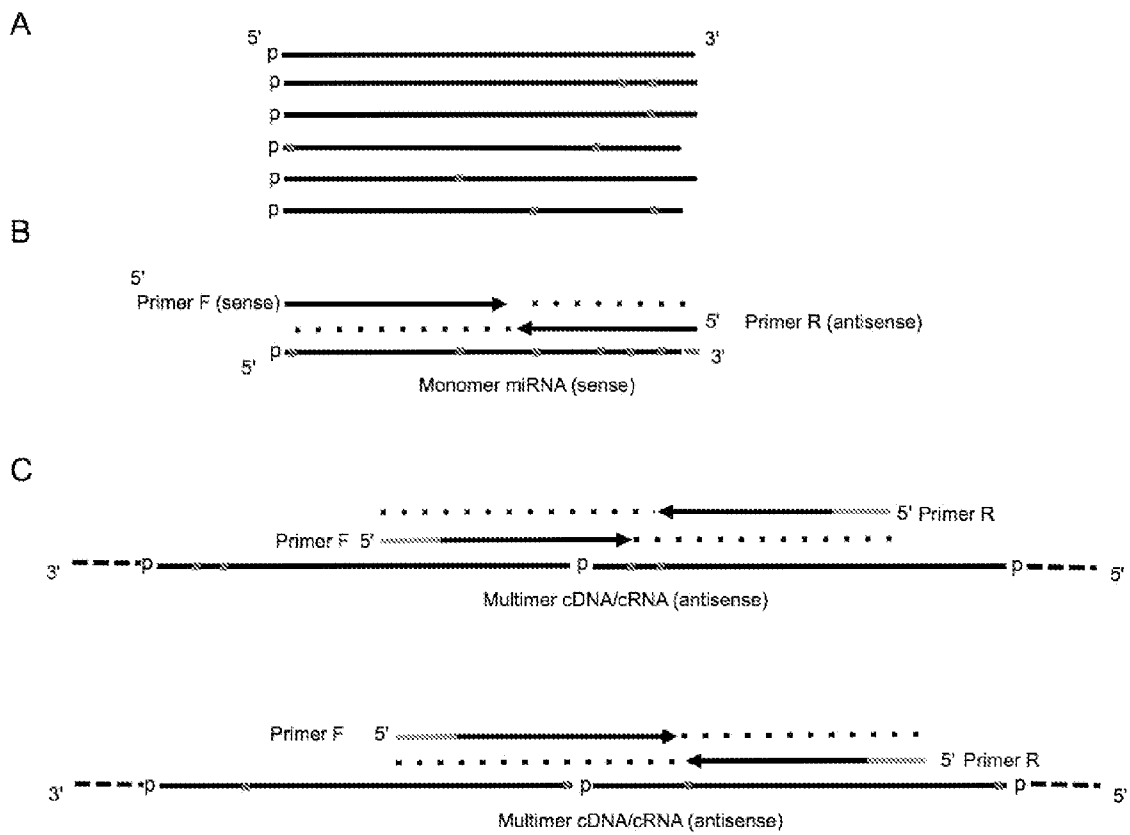 A
5' 3'
p
p
p
p
p
p
B
5'
Primer F (sense)
5' Primer R (antisense)
p
5' 3'
Monomer miRNA (sense)
C
5' Primer R
Primer F 5'
3' p p p 5'
Multimer cDNA/cRNA (antisense)
Primer F 5'
5' Primer R
3' p p p 5'
Multimer cDNA/cRNA (antisense)